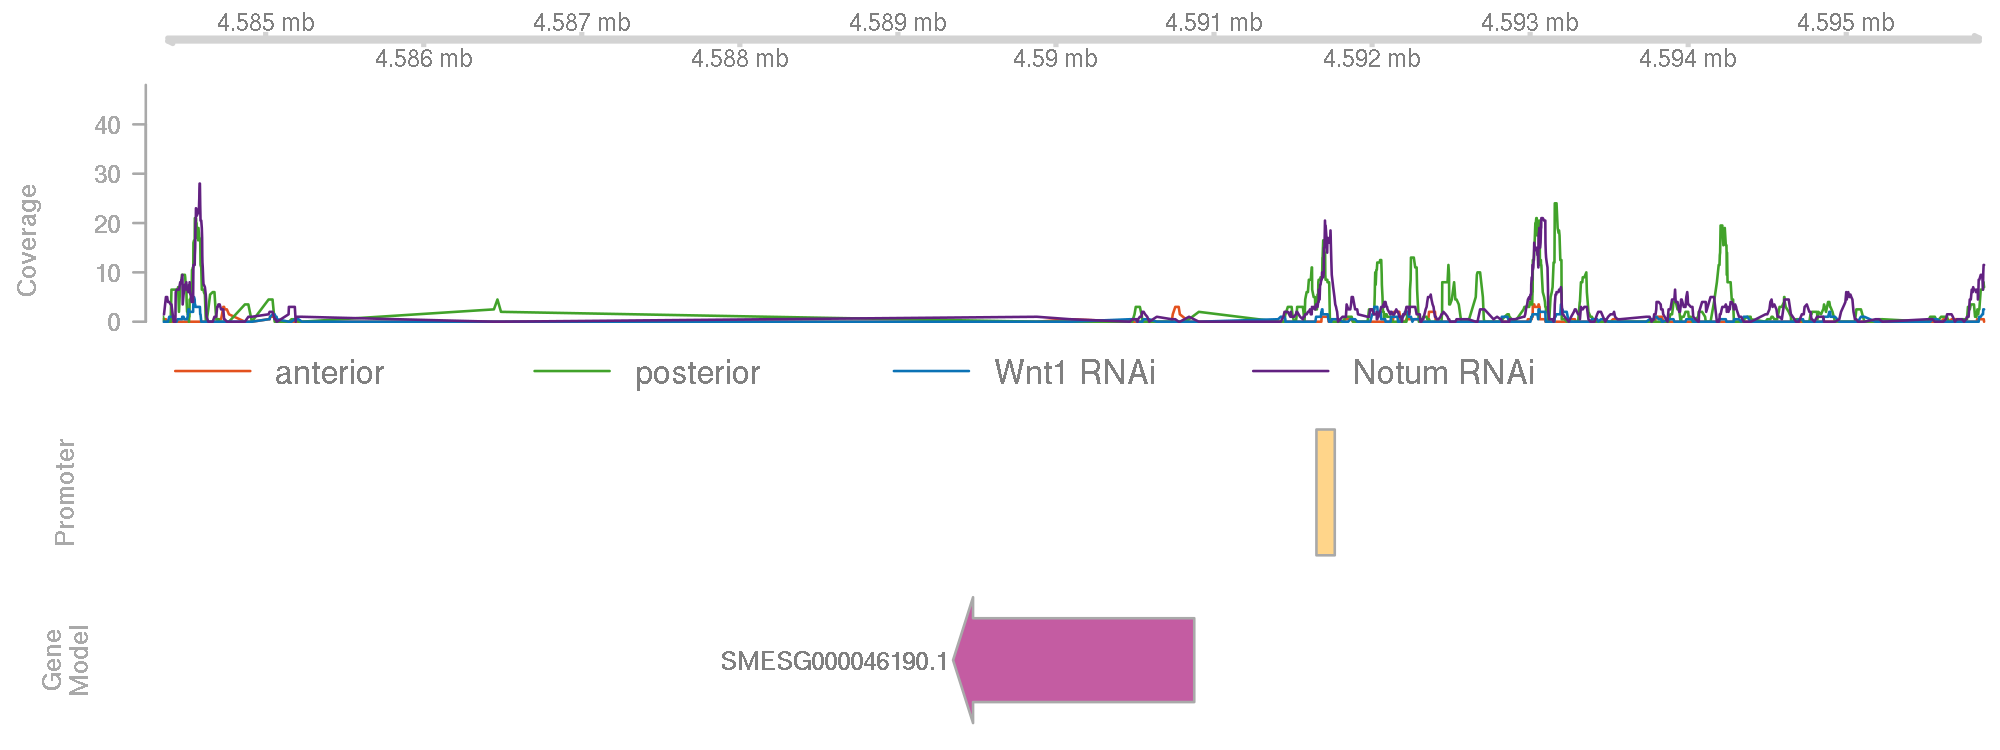 4.585 mb 4.587 mb 4.589 mb 4.591 mb 4.593 mb 4.595 mb
4.586 mb 4.588 mb 4.59 mb 4.592 mb 4.594 mb
Coverage
40
30
20
10
0
anterior posterior Wnt1 RNAi Notum RNAi
Promoter
Gene
Model
SMESG000046190.1